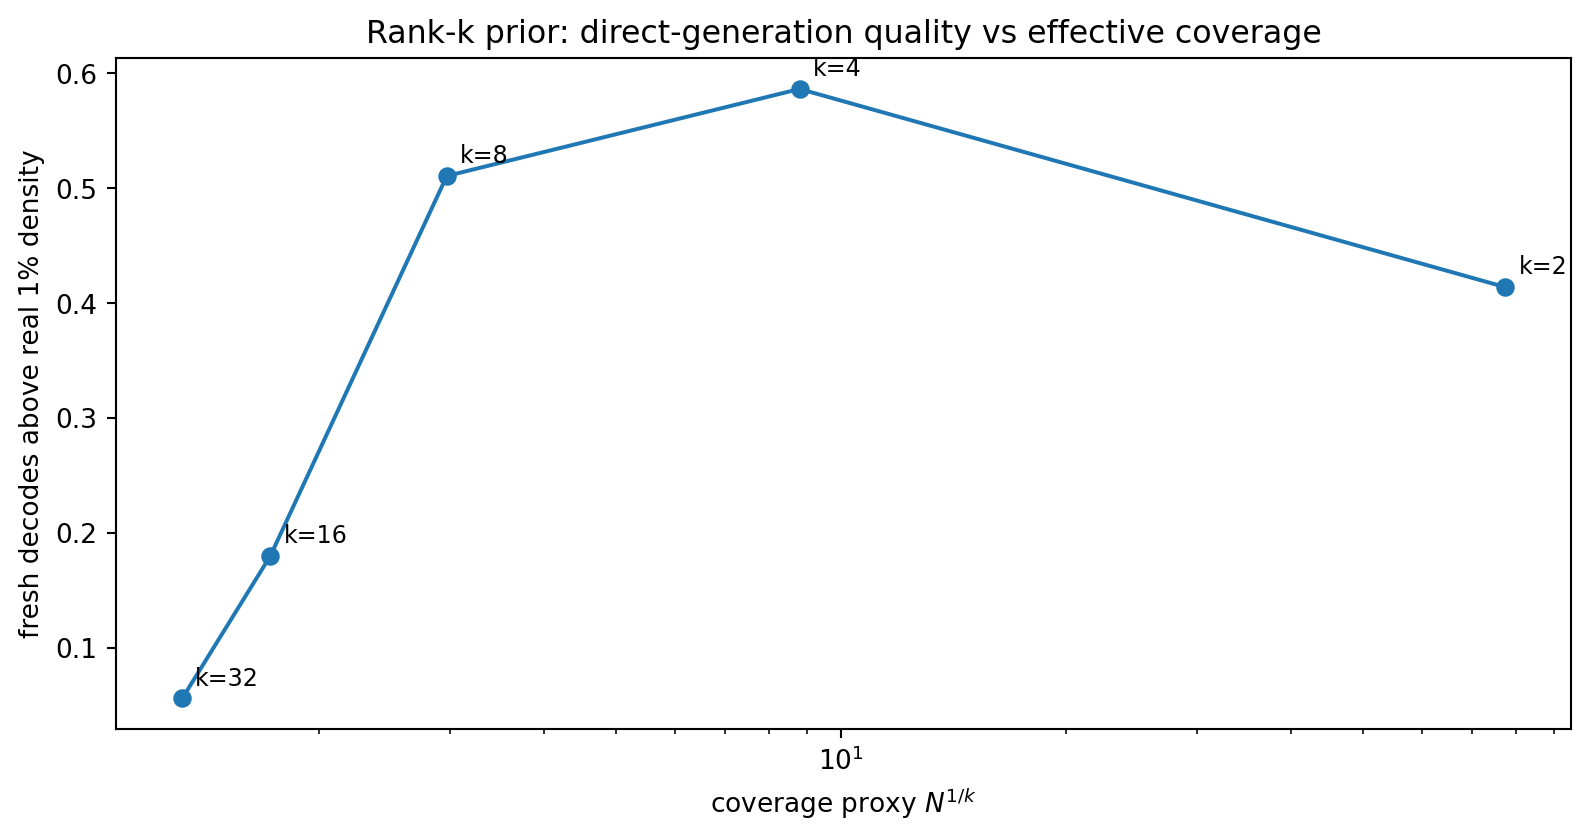 Rank-k prior: direct-generation quality vs effective coverage
fresh decodes above real 1% density
0.6
0.5
0.4
0.3
0.2
0.1
k=4
k=8
k=2
k=16
k=32
10¹
coverage proxy N^{1/k}